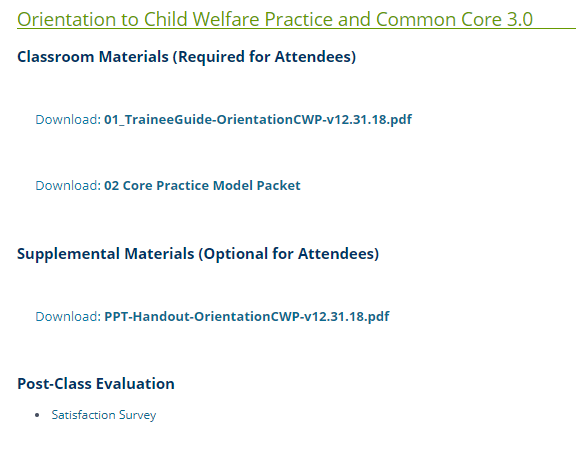 Orientation to Child Welfare Practice and Common Core 3.0
Classroom Materials (Required for Attendees)
Download: 01_TraineeGuide-OrientationCWP-v12.31.18.pdf
Download: 02 Core Practice Model Packet
Supplemental Materials (Optional for Attendees)
Download: PPT-Handout-OrientationCWP-v12.31.18.pdf
Post-Class Evaluation
• Satisfaction Survey